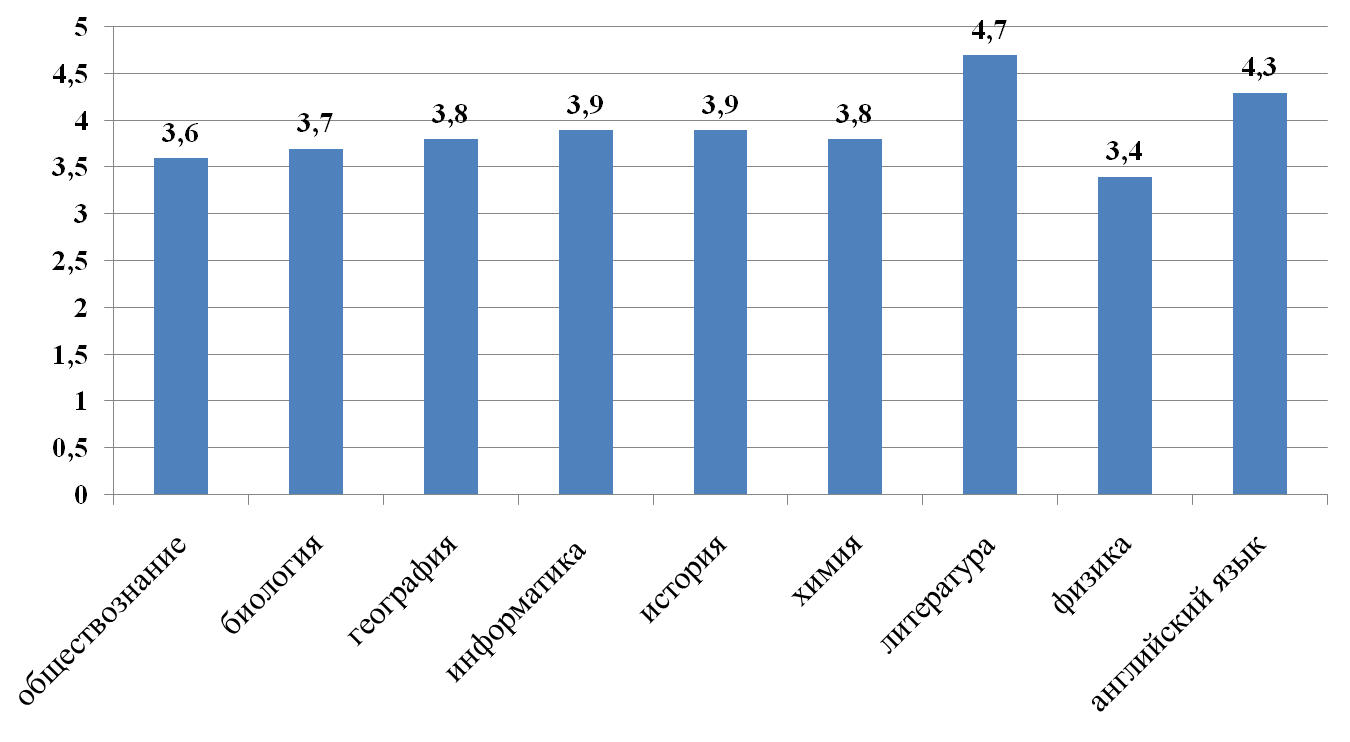 5
4,5
4
3,5
3
2,5
2
1,5
1
0,5
0
3,6
3,7
3,8
3,9
3,9
3,8
4,7
3,4
4,3
обществознание
биология
география
информатика
история
химия
литература
физика
английский язык